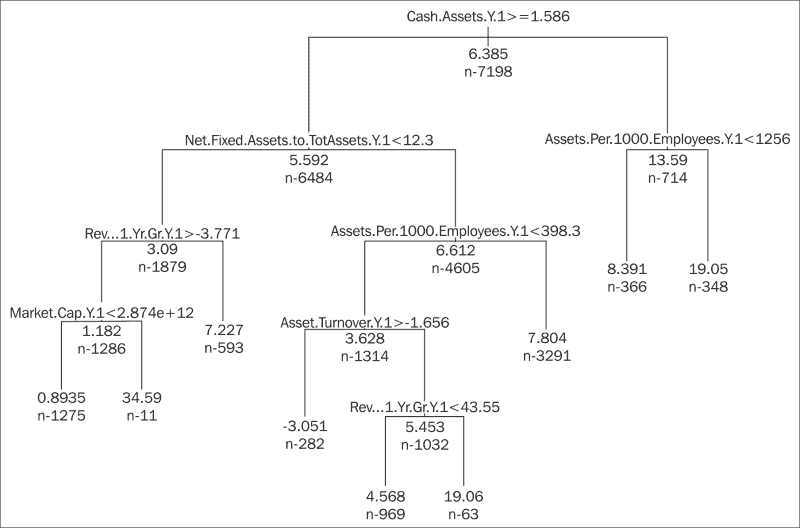 Cash.Assets.Y.1>=1.586
6.385
n-7198
Net.Fixed.Assets.to.TotAssets.Y.1<12.3
5.592
n-6484
Assets.Per.1000.Employees.Y.1<1256
13.59
n-714
Rev...1.Yr.Gr.Y.1>-3.771
3.09
n-1879
Assets.Per.1000.Employees.Y.1<398.3
6.612
n-4605
8.391
n-366
19.05
n-348
Market.Cap.Y.1<2.874e+12
1.182
n-1286
7.227
n-593
Asset.Turnover.Y.1>-1.656
3.628
n-1314
7.804
n-3291
0.8935
n-1275
34.59
n-11
-3.051
n-282
Rev...1.Yr.Gr.Y.1<43.55
5.453
n-1032
4.568
n-969
19.06
n-63